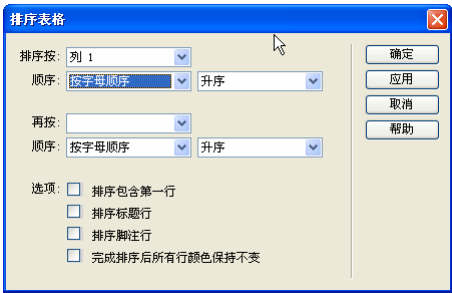 排序表格
排序按: 列 1
顺序: 按字母顺序 升序
再按:
顺序: 按字母顺序 升序
选项: 排序包含第一行
排序标题行
排序脚注行
完成排序后所有行颜色保持不变
确定
应用
取消
帮助